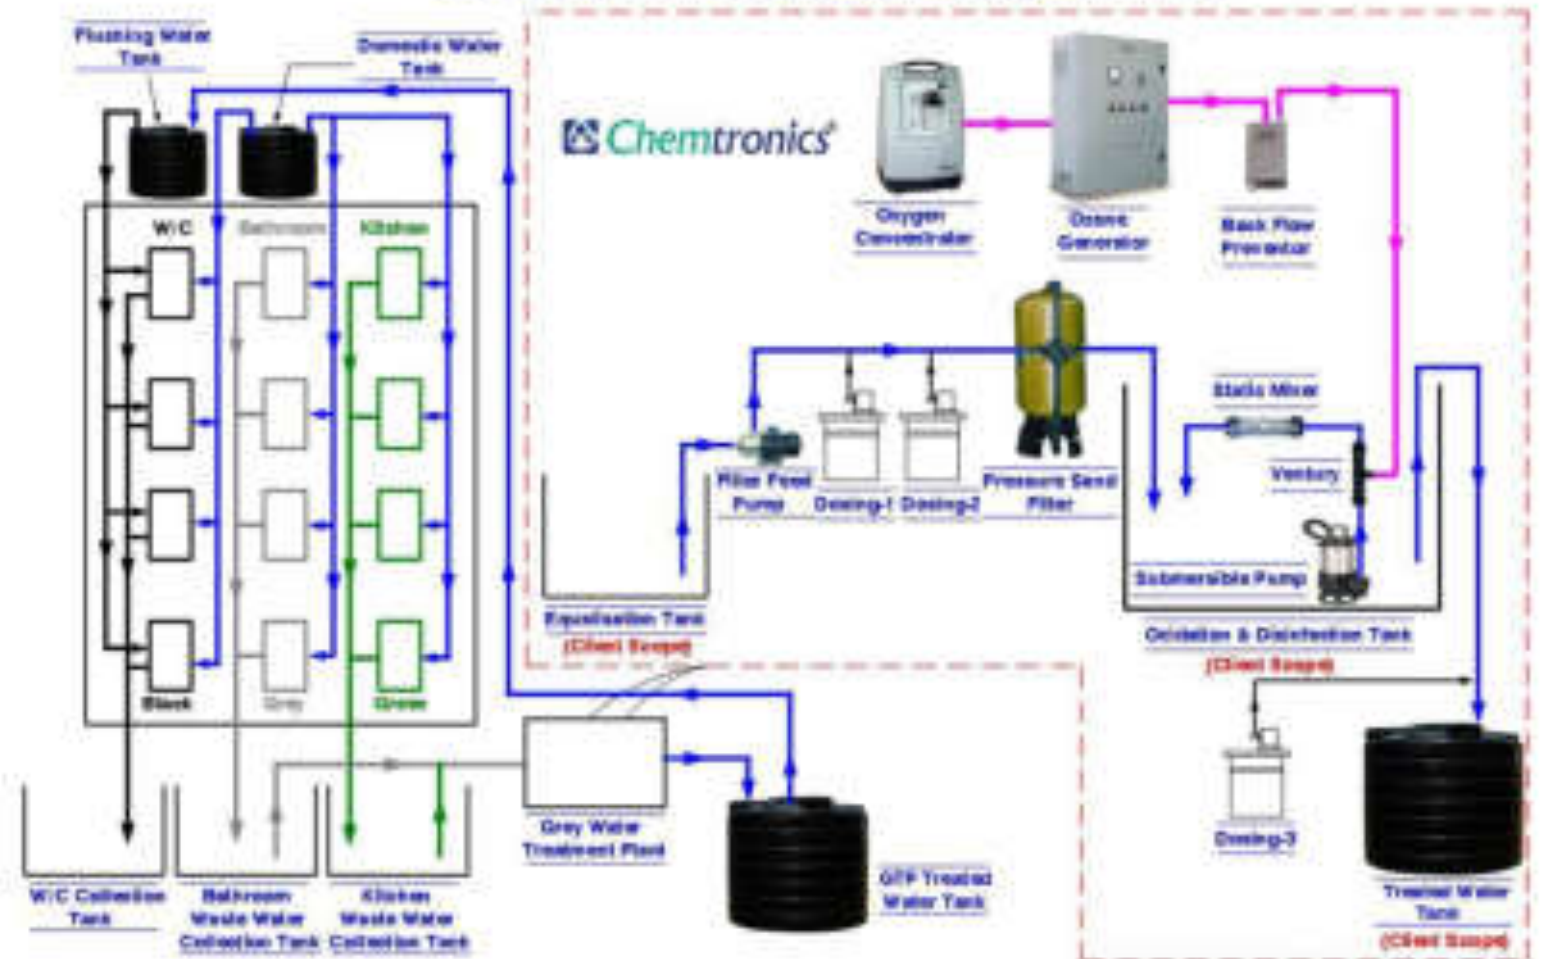 Flushing Water
Tank
Domestic Water
Tank
Chemtronics®
Oxygen
Concentrator
Ozone
Generator
Back Flow
Preventor
W/C
Bathroom
Kitchen
Static Mixer
Ventury
Filter Feed
Pump
Dosing-1
Dosing-2
Pressure Sand
Filter
Submersible Pump
Equalisation Tank
(Client Scope)
Oxidation & Disinfection Tank
(Client Scope)
Black
Grey
Green
Grey Water
Treatment Plant
Dosing-3
GTP Treated
Water Tank
W/C Collection
Tank
Bathroom
Waste Water
Collection Tank
Kitchen
Waste Water
Collection Tank
Treated Water
Tank
(Client Scope)